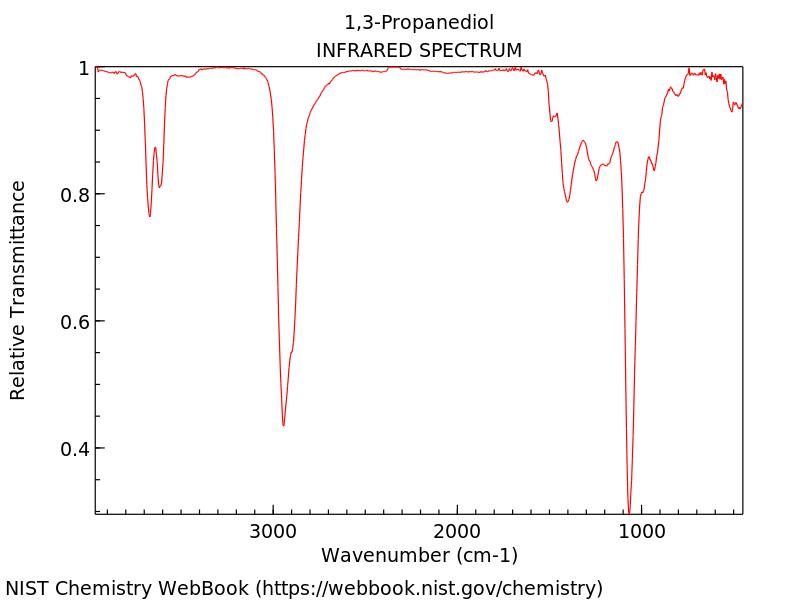 1,3-Propanediol
INFRARED SPECTRUM
1
0.8
0.6
0.4
Relative Transmittance
3000
2000
1000
Wavenumber (cm-1)
NIST Chemistry WebBook (https://webbook.nist.gov/chemistry)